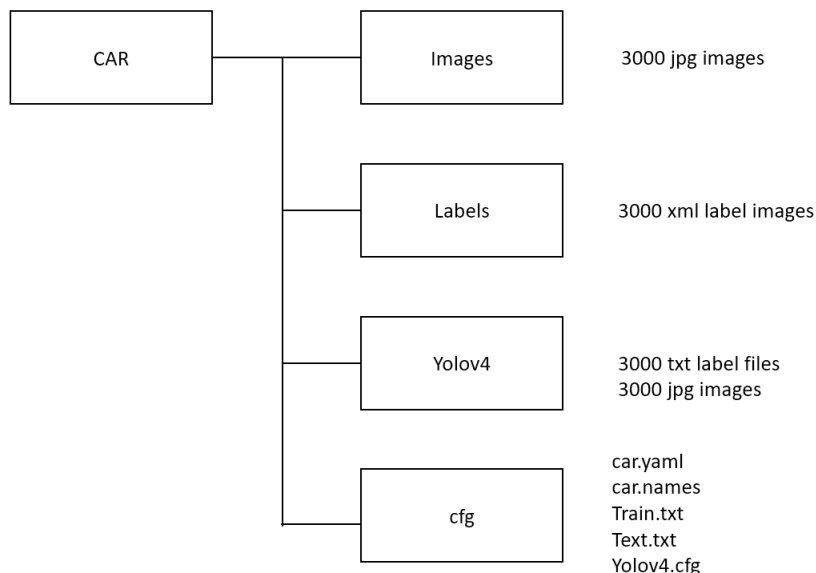 CAR
Images
3000 jpg images
Labels
3000 xml label images
Yolov4
3000 txt label files
3000 jpg images
cfg
car.yaml
car.names
Train.txt
Text.txt
Yolov4.cfg